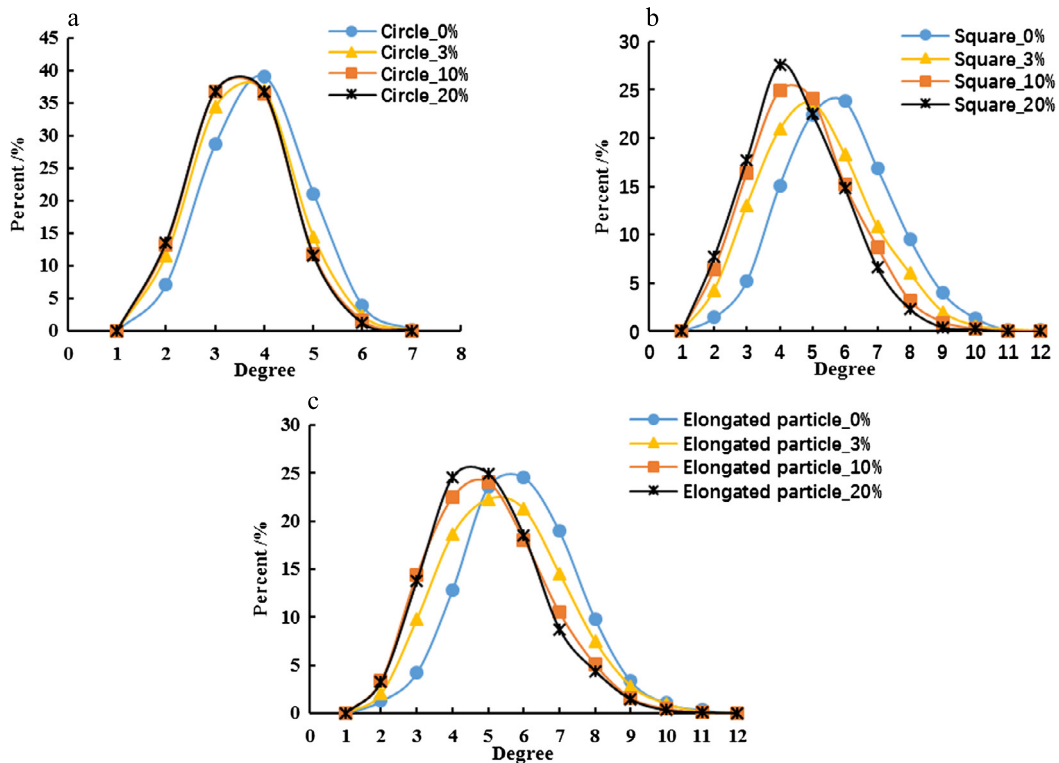 a
Circle_0%
Circle_3%
Circle_10%
Circle_20%
45
40
35
30
25
20
15
10
5
0
Percent /%
0 1 2 3 4 5 6 7 8
Degree
b
Square_0%
Square_3%
Square_10%
Square_20%
30
25
20
15
10
5
0
Percent /%
0 1 2 3 4 5 6 7 8 9 10 11 12
Degree
c
Elongated particle_0%
Elongated particle_3%
Elongated particle_10%
Elongated particle_20%
30
25
20
15
10
5
0
Percent /%
0 1 2 3 4 5 6 7 8 9 10 11 12
Degree